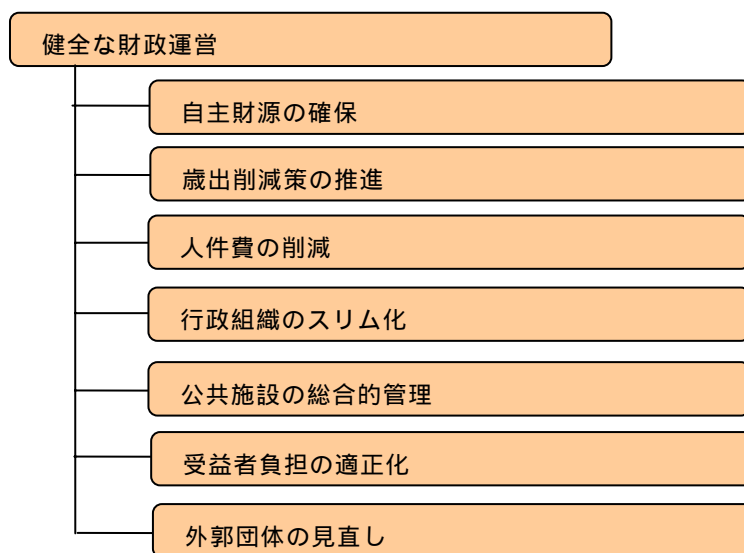 健全な財政運営
自主財源の確保
歳出削減策の推進
人件費の削減
行政組織のスリム化
公共施設の総合的管理
受益者負担の適正化
外郭団体の見直し